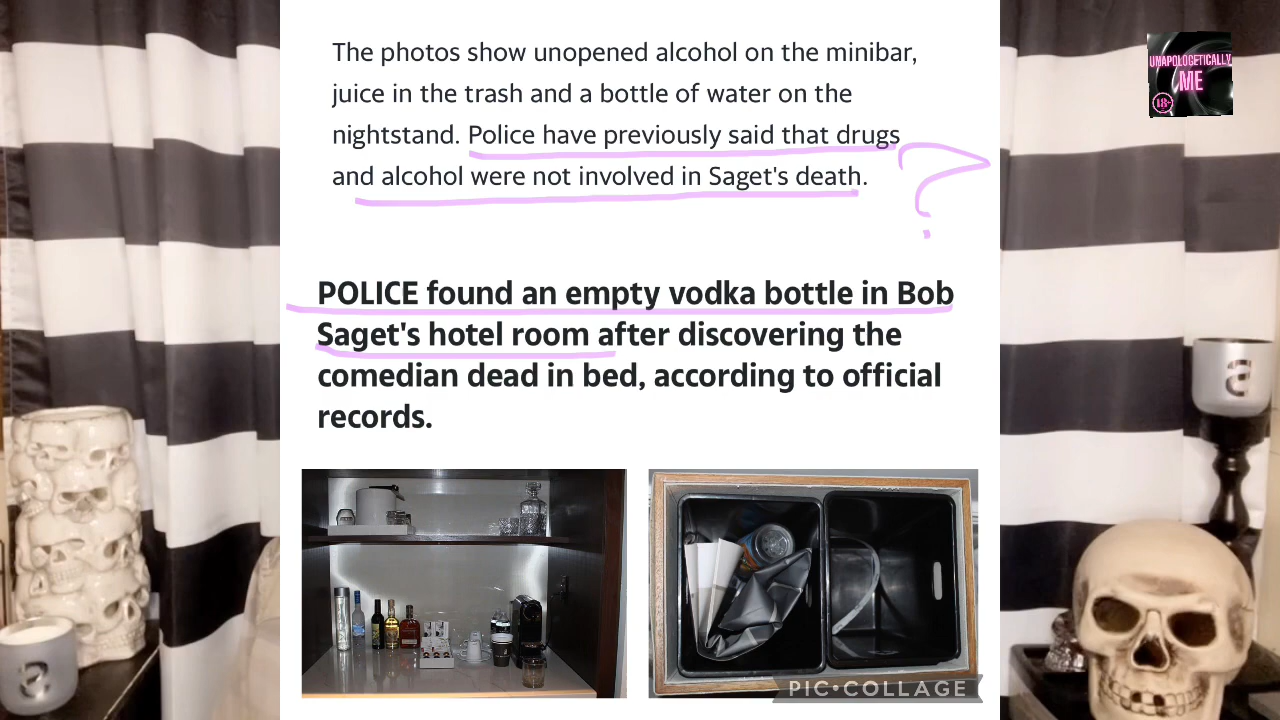 The photos show unopened alcohol on the minibar,
juice in the trash and a bottle of water on the
nightstand. Police have previously said that drugs
and alcohol were not involved in Saget's death.
?
POLICE found an empty vodka bottle in Bob
Saget's hotel room after discovering the
comedian dead in bed, according to official
records.
UNAPOLOGETICALLY
ME
18+
a
a
PIC•COLLAGE